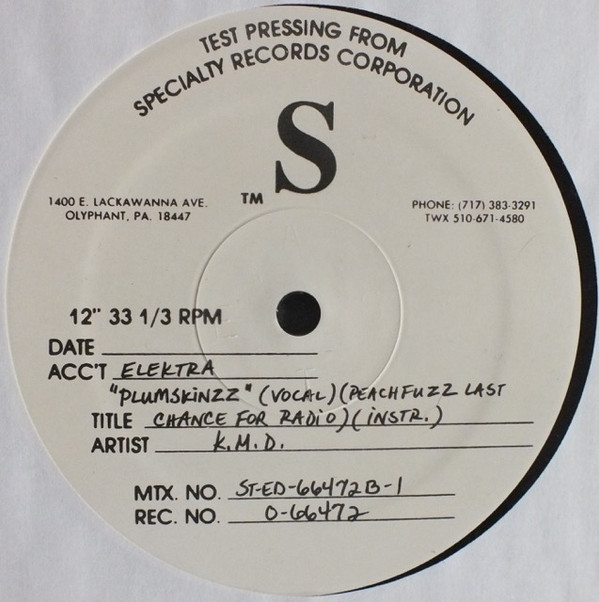 TEST PRESSING FROM
SPECIALTY RECORDS CORPORATION
S
TM
1400 E. LACKAWANNA AVE.
OLYPHANT, PA. 18447
PHONE: (717) 383-3291
TWX 510-671-4580
12" 33 1/3 RPM
DATE
ACC'T ELEKTRA
"PLUMSKINZZ" (VOCAL) (PEACHFUZZ LAST
TITLE CHANCE FOR RADIO) (INSTR.)
ARTIST K.M.D.
MTX. NO. ST-ED-66472B-1
REC. NO. 0-66472